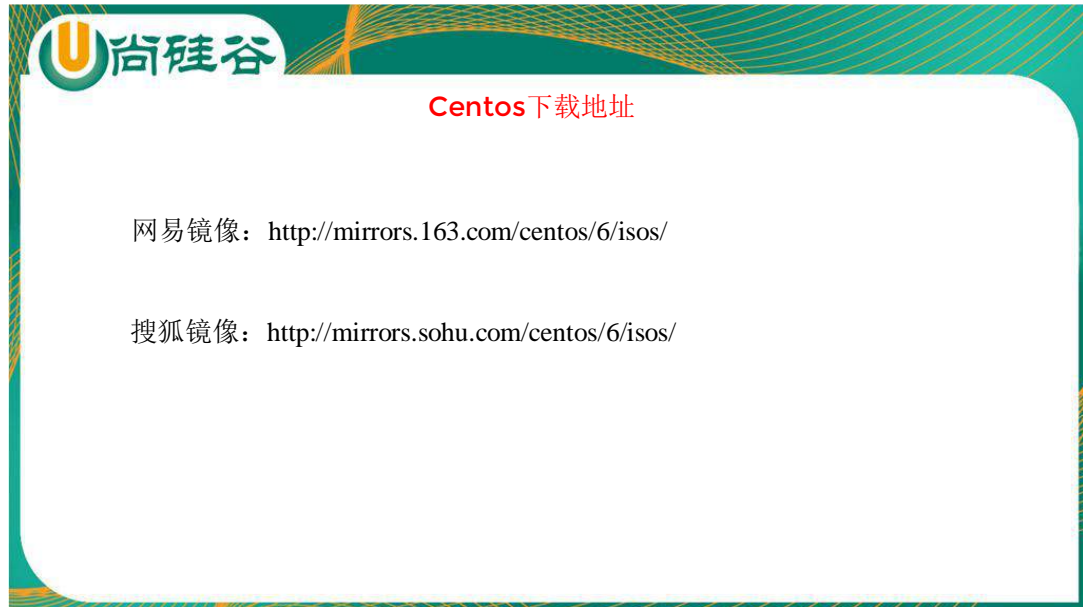 尚硅谷
Centos下载地址
网易镜像：http://mirrors.163.com/centos/6/isos/
搜狐镜像：http://mirrors.sohu.com/centos/6/isos/